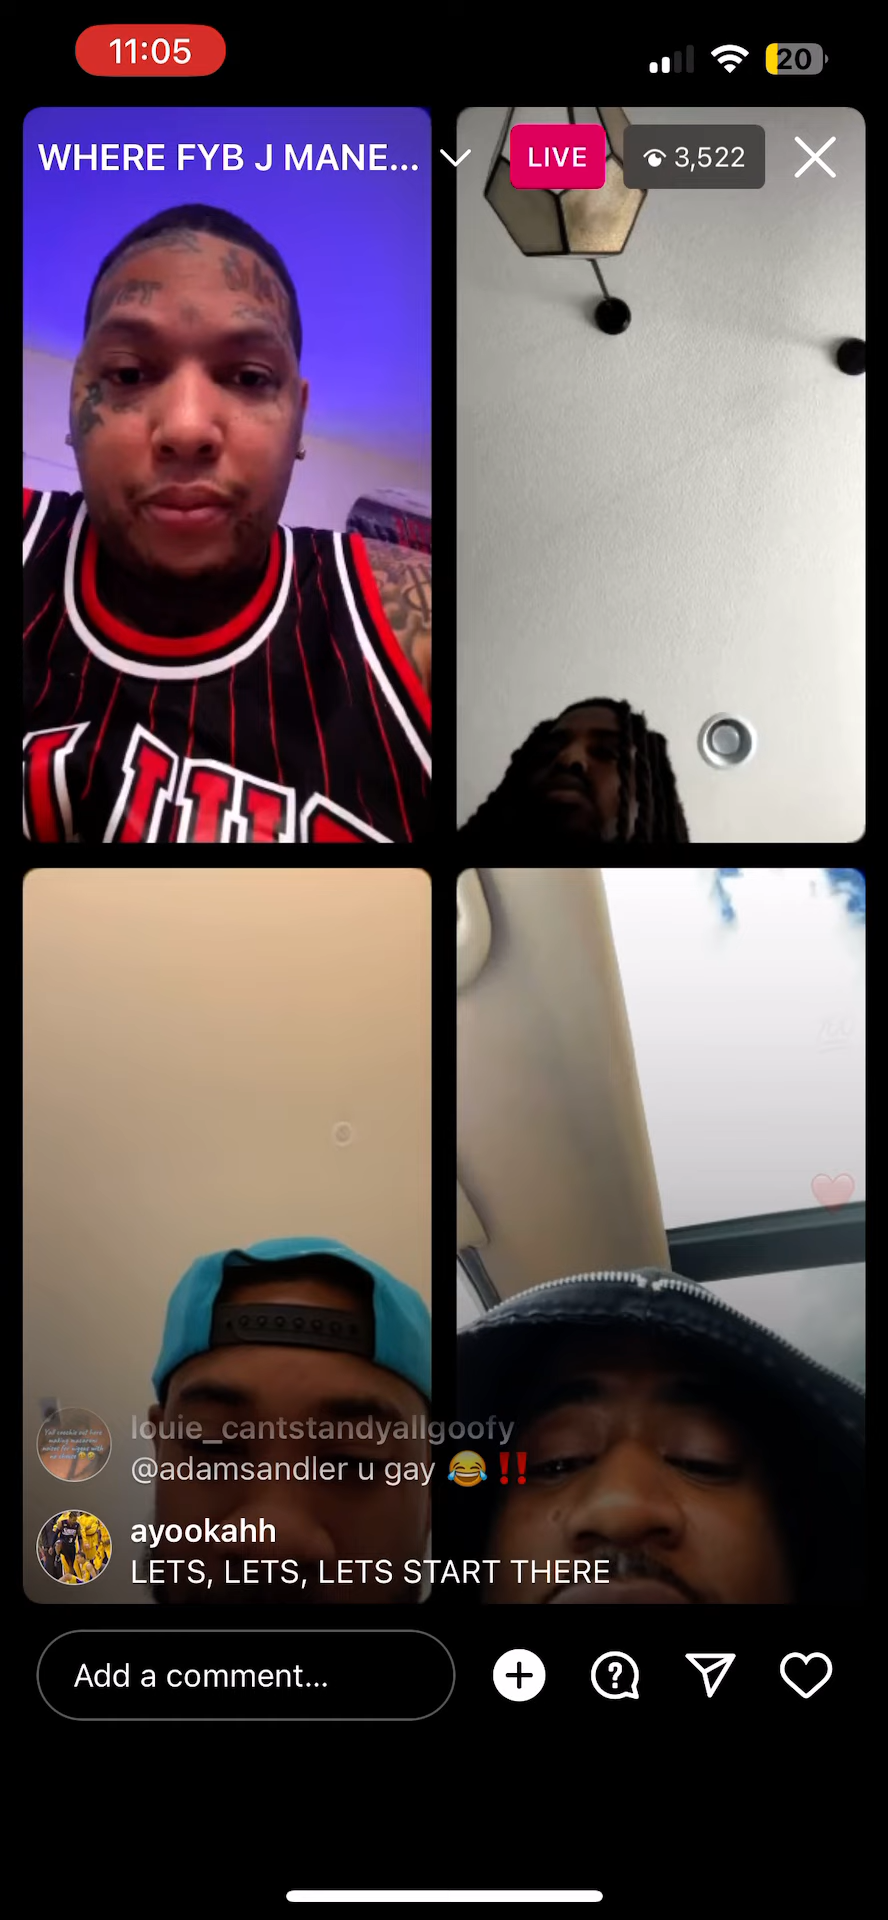 11:05
20
WHERE FYB J MANE...
LIVE
3,522
louie_cantstandyallgoofy
@adamsandler u gay 😂‼️
ayookahh
LETS, LETS, LETS START THERE
Add a comment...